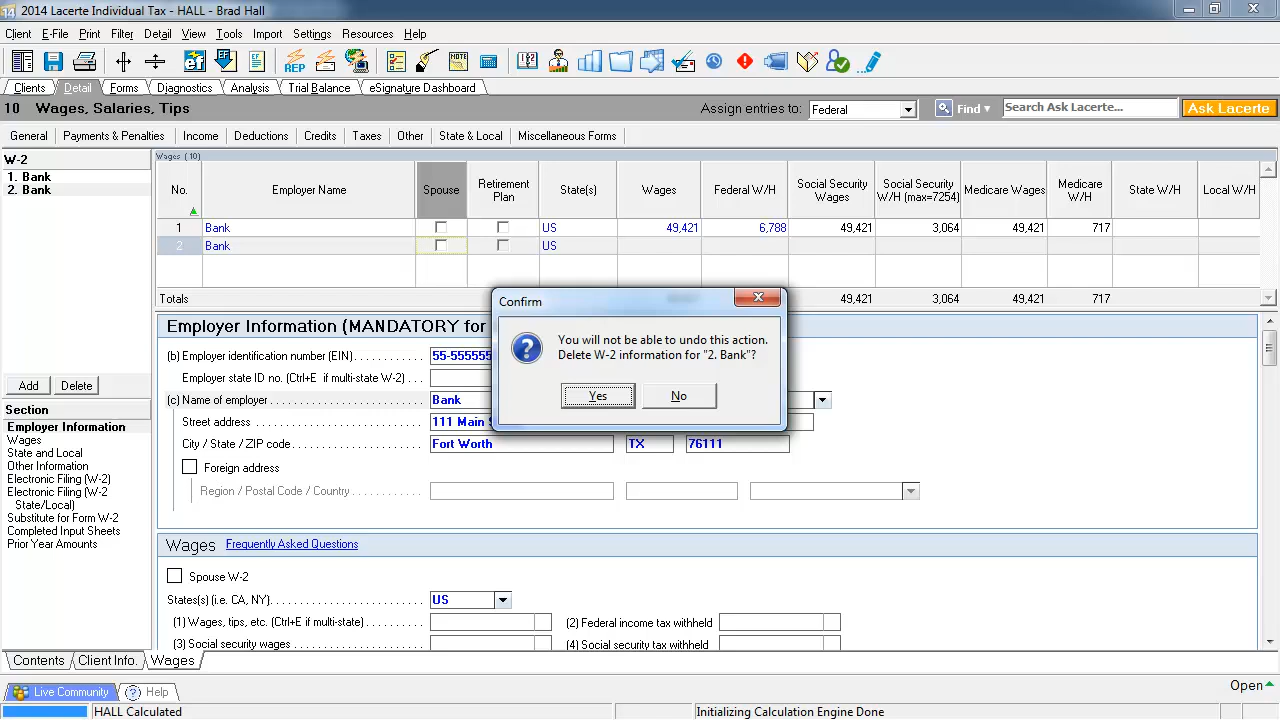 2014 Lacerte Individual Tax - HALL - Brad Hall
Client E-File Print Filter Detail View Tools Import Settings Resources Help
Clients Detail Forms Diagnostics Analysis Trial Balance eSignature Dashboard
10 Wages, Salaries, Tips Assign entries to: Federal Find Search Ask Lacerte... Ask Lacerte
General Payments & Penalties Income Deductions Credits Taxes Other State & Local Miscellaneous Forms
W-2
1. Bank
2. Bank
Add Delete
Section
Employer Information
Wages
State and Local
Other Information
Electronic Filing (W-2)
Electronic Filing (W-2
State/Local)
Substitute for Form W-2
Completed Input Sheets
Prior Year Amounts
Wages (10)
No. Employer Name Spouse Retirement Plan State(s) Wages Federal W/H Social Security Wages Social Security W/H (max=7254) Medicare Wages Medicare W/H State W/H Local W/H
1 Bank US 49,421 6,788 49,421 3,064 49,421 717
2 Bank US
Totals 49,421 3,064 49,421 717
Employer Information (MANDATORY for
(b) Employer identification number (EIN) 55-555555
Employer state ID no. (Ctrl+E if multi-state W-2)
(c) Name of employer Bank
Street address 111 Main
City / State / ZIP code Fort Worth TX 76111
Foreign address
Region / Postal Code / Country
Wages Frequently Asked Questions
Spouse W-2
States(s) (i.e. CA, NY) US
(1) Wages, tips, etc. (Ctrl+E if multi-state) (2) Federal income tax withheld
(3) Social security wages (4) Social security tax withheld
Confirm
You will not be able to undo this action.
Delete W-2 information for "2. Bank"?
Yes No
Contents Client Info. Wages
Live Community Help Open
HALL Calculated Initializing Calculation Engine Done